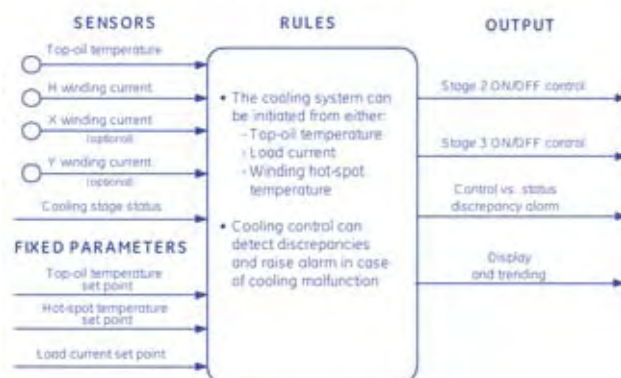 SENSORS
Top-oil temperature
H winding current
X winding current
(optional)
Y winding current
(optional)
Cooling stage status
FIXED PARAMETERS
Top-oil temperature
set point
Hot-spot temperature
set point
Load current set point
RULES
• The cooling system can
be initiated from either:
- Top-oil temperature
- Load current
- Winding hot-spot
temperature
• Cooling control can
detect discrepancies
and raise alarm in case
of cooling malfunction
OUTPUT
Stage 2 ON/OFF control
Stage 3 ON/OFF control
Control vs. status
discrepancy alarm
Display
and trending